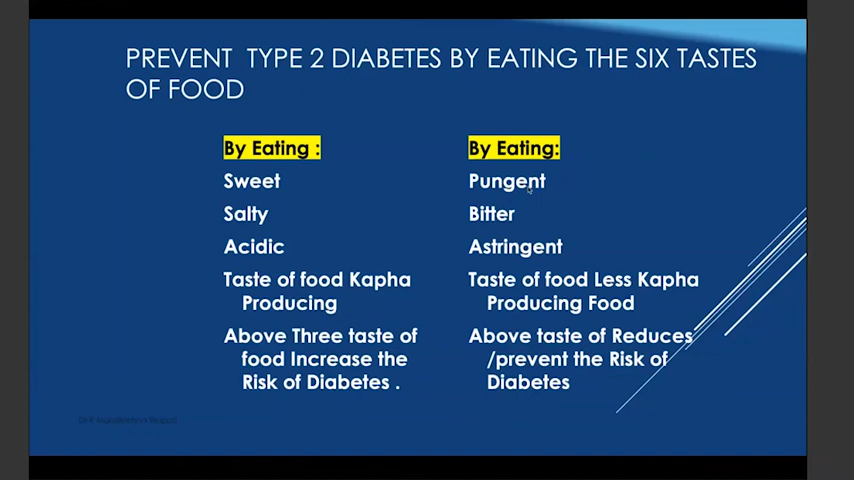 PREVENT TYPE 2 DIABETES BY EATING THE SIX TASTES
OF FOOD
By Eating :
Sweet
Salty
Acidic
Taste of food Kapha
Producing
Above Three taste of
food Increase the
Risk of Diabetes .
By Eating:
Pungent
Bitter
Astringent
Taste of food Less Kapha
Producing Food
Above taste of Reduces
/prevent the Risk of
Diabetes